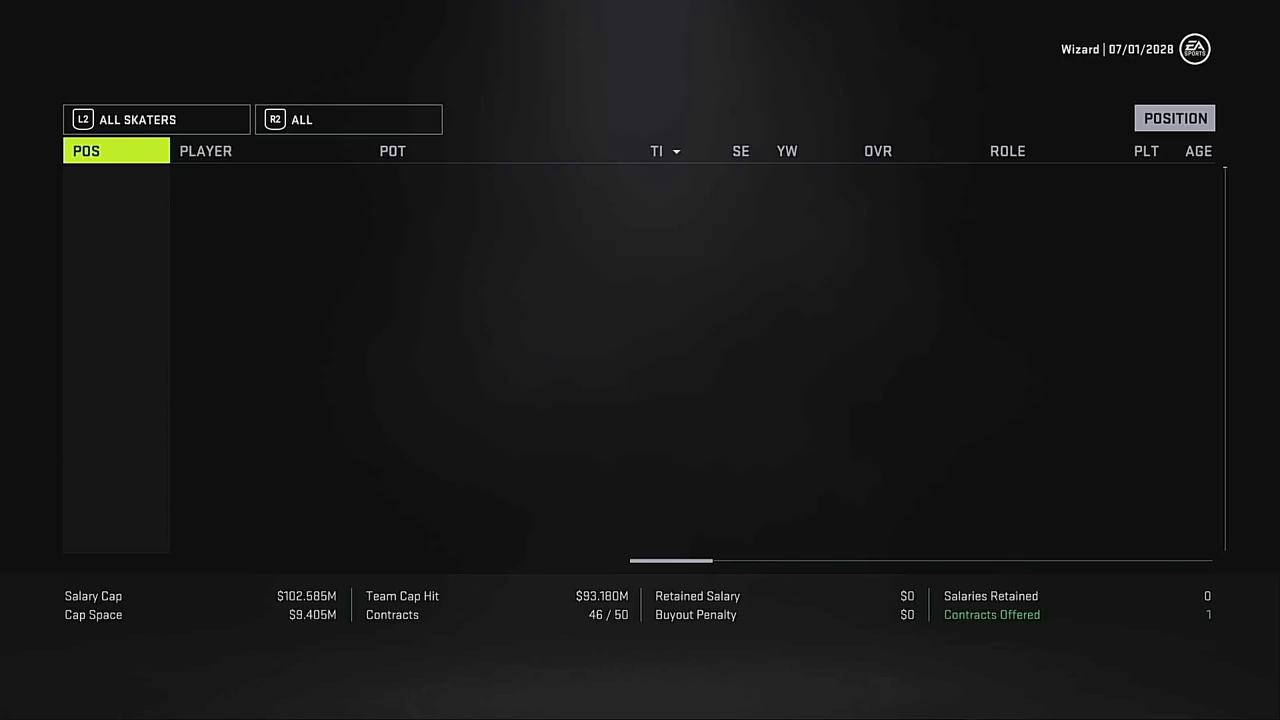 Wizard | 07/01/2028
EA SPORTS
L2 ALL SKATERS R2 ALL POSITION
POS PLAYER POT TI SE YW OVR ROLE PLT AGE
Salary Cap $102.585M Team Cap Hit $93.180M Retained Salary $0 Salaries Retained 0
Cap Space $9.405M Contracts 46 / 50 Buyout Penalty $0 Contracts Offered 1